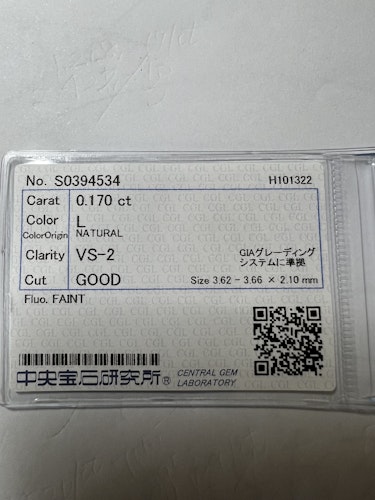 No. S0394534 H101322
Carat 0.170 ct
Color L
ColorOrigin NATURAL
Clarity VS-2
GIAグレーディング
システムに準拠
Cut GOOD Size 3.62 - 3.66 × 2.10 mm
Fluo. FAINT
中央宝石研究所® CENTRAL GEM
LABORATORY